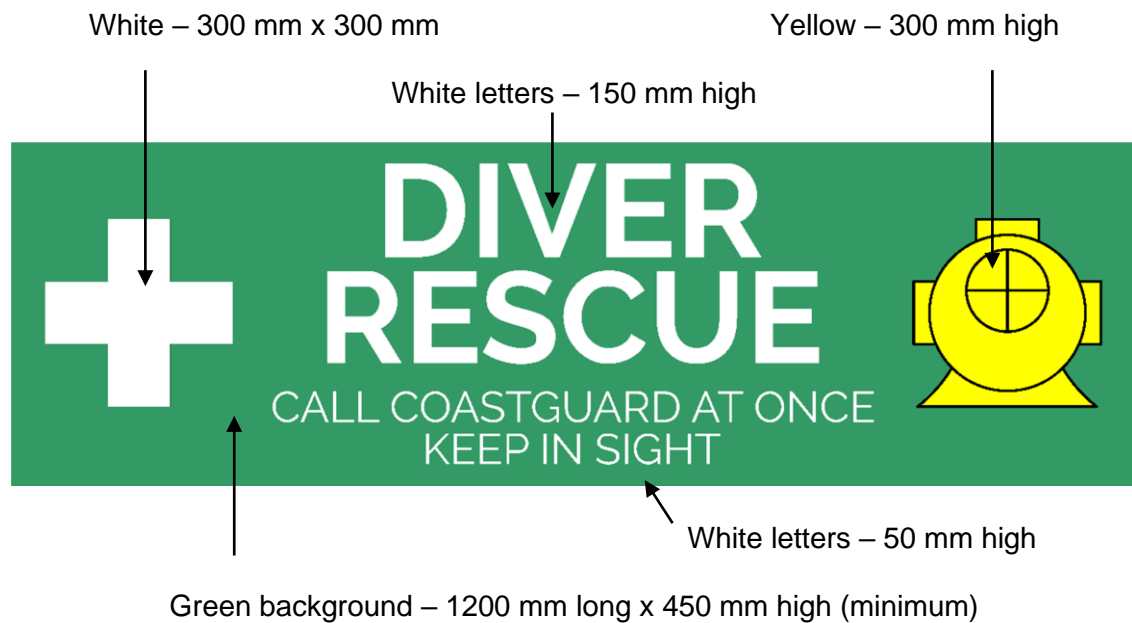 White – 300 mm x 300 mm
Yellow – 300 mm high
White letters – 150 mm high
DIVER
RESCUE
CALL COASTGUARD AT ONCE
KEEP IN SIGHT
White letters – 50 mm high
Green background – 1200 mm long x 450 mm high (minimum)